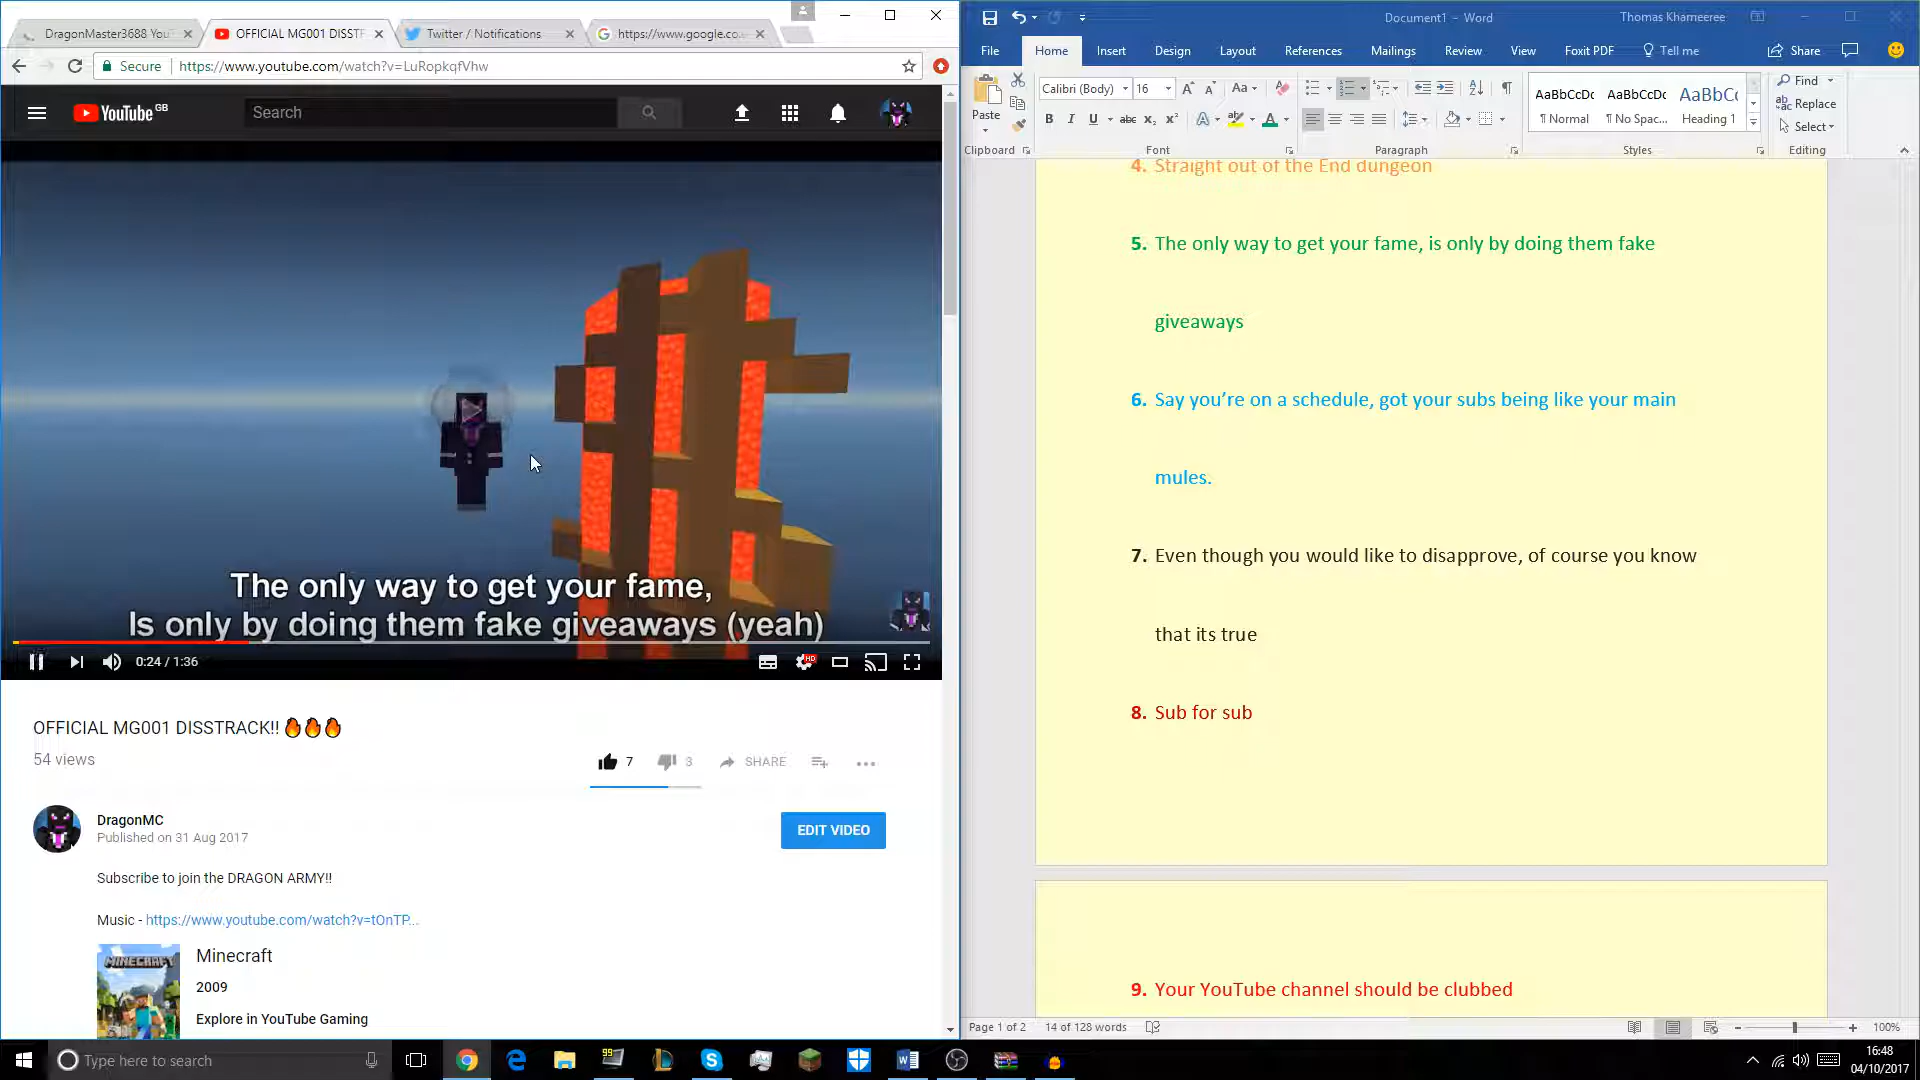 DragonMaster3688 YouT
OFFICIAL MG001 DISST
Twitter / Notifications
https://www.google.co.
Secure
https://www.youtube.com/watch?v=LuRopkqfVhw
YouTube GB
Search
The only way to get your fame,
Is only by doing them fake giveaways (yeah)
0:24 / 1:36
HD
OFFICIAL MG001 DISSTRACK!! 🔥🔥🔥
54 views
7
3
SHARE
DragonMC
Published on 31 Aug 2017
EDIT VIDEO
Subscribe to join the DRAGON ARMY!!
Music - https://www.youtube.com/watch?v=tOnTP...
MINECRAFT
Minecraft
2009
Explore in YouTube Gaming
Document1 - Word
Thomas Khameeree
File Home Insert Design Layout References Mailings Review View Foxit PDF Tell me Share
Paste
Calibri (Body) 16
AaBbCcDc AaBbCcDc AaBbC
¶ Normal ¶ No Spac... Heading 1
Find
Replace
Select
Clipboard Font Paragraph Styles Editing
4. Straight out of the End dungeon
5. The only way to get your fame, is only by doing them fake
giveaways
6. Say you're on a schedule, got your subs being like your main
mules.
7. Even though you would like to disapprove, of course you know
that its true
8. Sub for sub
9. Your YouTube channel should be clubbed
Page 1 of 2 14 of 128 words 100%
Type here to search
16:48
04/10/2017